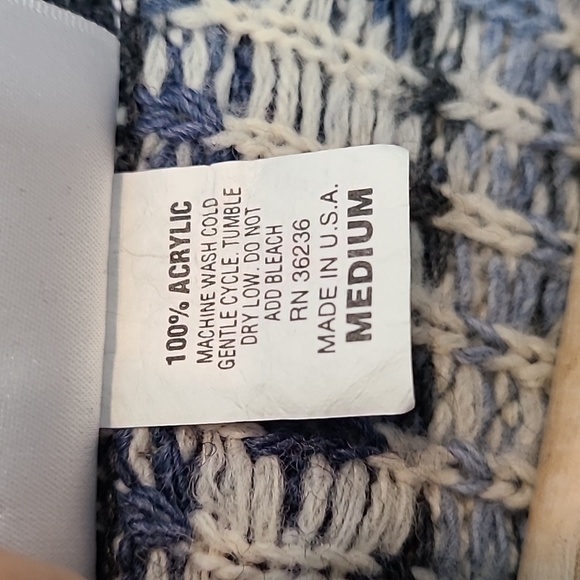 100% ACRYLIC
MACHINE WASH COLD
GENTLE CYCLE. TUMBLE
DRY LOW. DO NOT
ADD BLEACH
RN 36236
MADE IN U.S.A.
MEDIUM